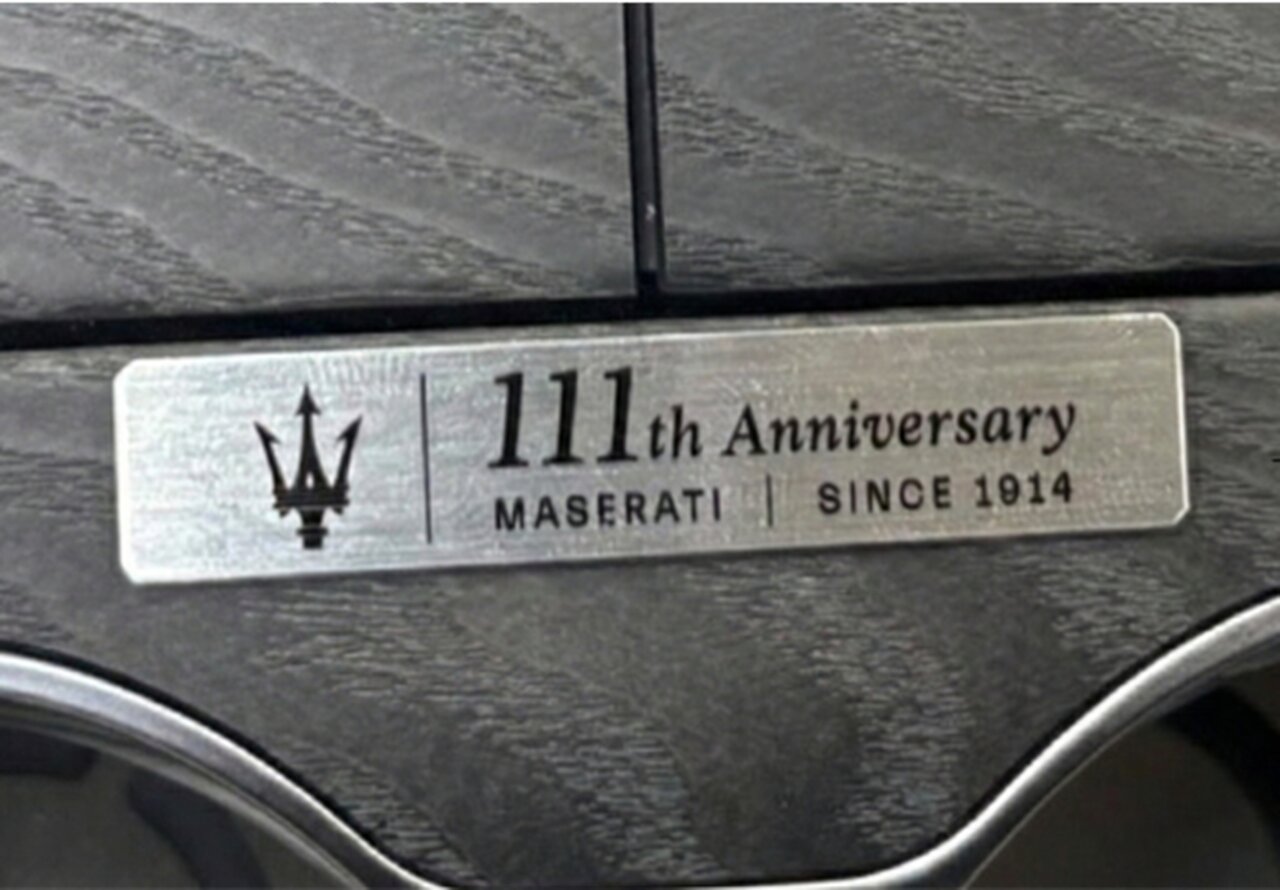 111th Anniversary
MASERATI | SINCE 1914